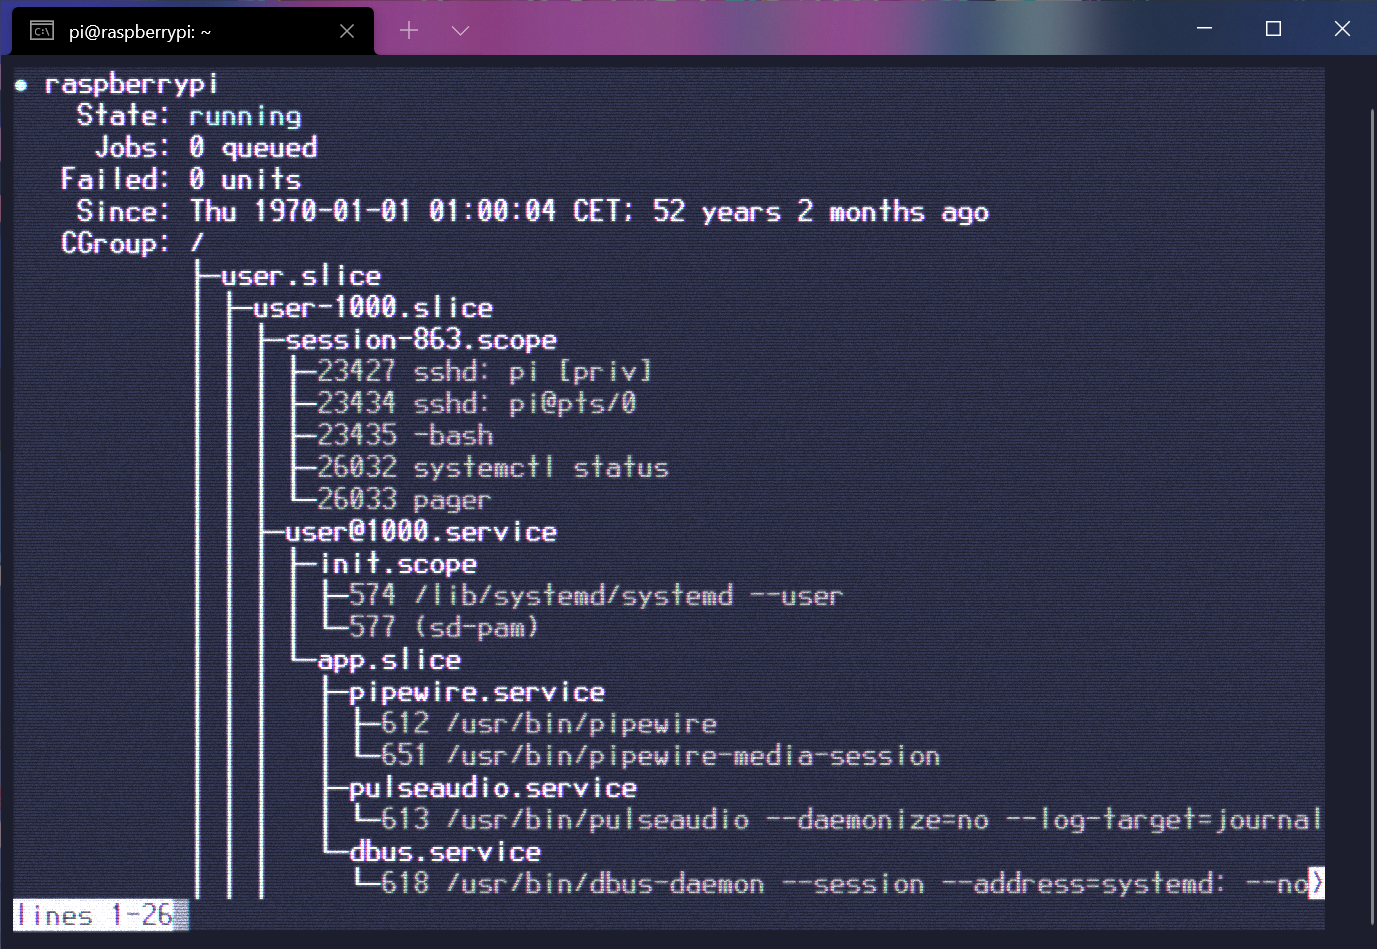 pi@raspberrypi: ~
● raspberrypi
State: running
Jobs: 0 queued
Failed: 0 units
Since: Thu 1970-01-01 01:00:04 CET; 52 years 2 months ago
CGroup: /
├─user.slice
│ ├─user-1000.slice
│ │ ├─session-863.scope
│ │ │ ├─23427 sshd: pi [priv]
│ │ │ ├─23434 sshd: pi@pts/0
│ │ │ ├─23435 -bash
│ │ │ ├─26032 systemctl status
│ │ │ └─26033 pager
│ │ ├─user@1000.service
│ │ │ ├─init.scope
│ │ │ │ ├─574 /lib/systemd/systemd --user
│ │ │ │ └─577 (sd-pam)
│ │ │ └─app.slice
│ │ │   ├─pipewire.service
│ │ │   │ ├─612 /usr/bin/pipewire
│ │ │   │ └─651 /usr/bin/pipewire-media-session
│ │ │   ├─pulseaudio.service
│ │ │   │ └─613 /usr/bin/pulseaudio --daemonize=no --log-target=journal
│ │ │   └─dbus.service
│ │ │     └─618 /usr/bin/dbus-daemon --session --address=systemd: --no>
lines 1-26